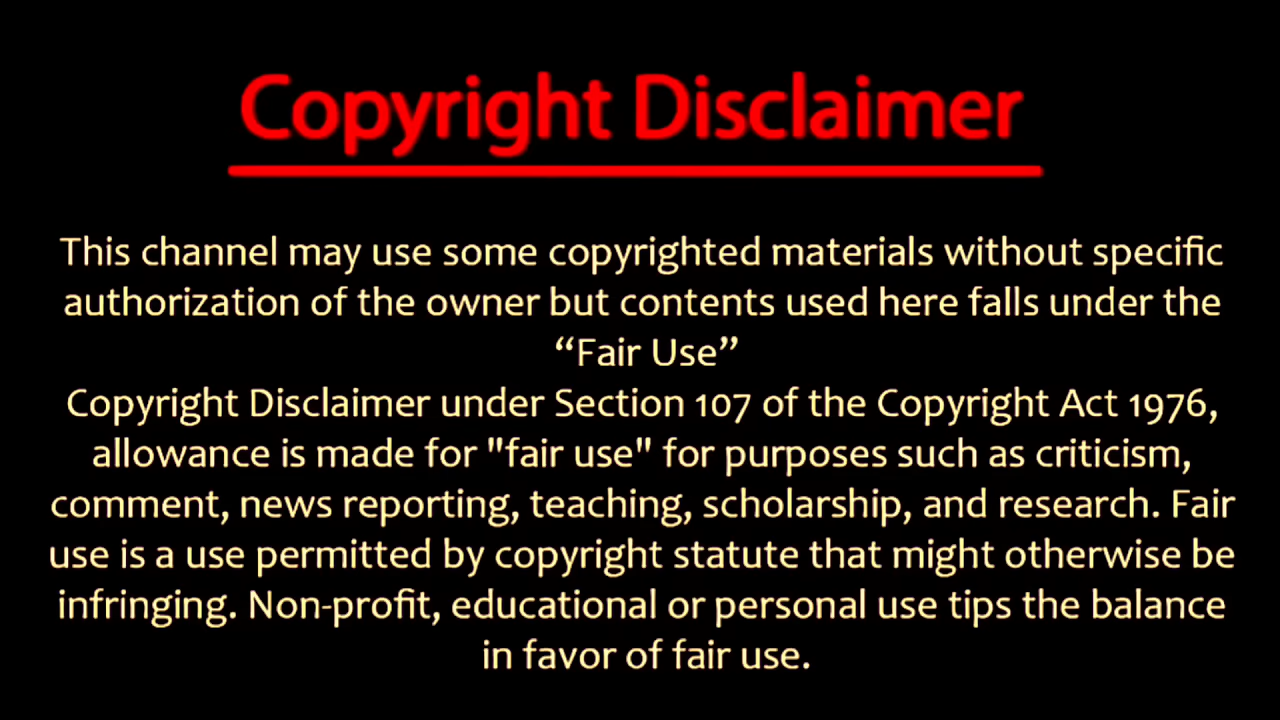 Copyright Disclaimer
This channel may use some copyrighted materials without specific
authorization of the owner but contents used here falls under the
“Fair Use”
Copyright Disclaimer under Section 107 of the Copyright Act 1976,
allowance is made for "fair use" for purposes such as criticism,
comment, news reporting, teaching, scholarship, and research. Fair
use is a use permitted by copyright statute that might otherwise be
infringing. Non-profit, educational or personal use tips the balance
in favor of fair use.